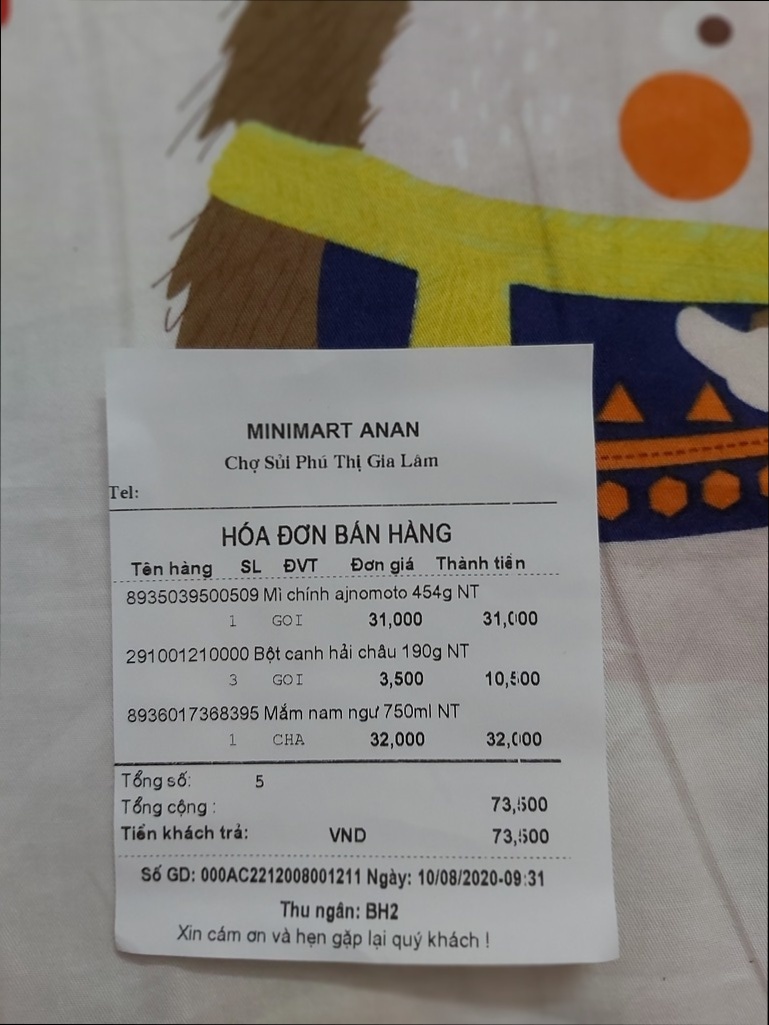 MINIMART ANAN
Chợ Sủi Phú Thị Gia Lâm
Tel:
HÓA ĐƠN BÁN HÀNG
Tên hàng SL ĐVT Đơn giá Thành tiền
8935039500509 Mì chính ajnomoto 454g NT
1 GOI 31,000 31,000
291001210000 Bột canh hải châu 190g NT
3 GOI 3,500 10,500
8936017368395 Mắm nam ngư 750ml NT
1 CHA 32,000 32,000
Tổng số: 5
Tổng cộng : 73,500
Tiền khách trả: VND 73,500
Số GD: 000AC2212008001211 Ngày: 10/08/2020-09:31
Thu ngân: BH2
Xin cám ơn và hẹn gặp lại quý khách !